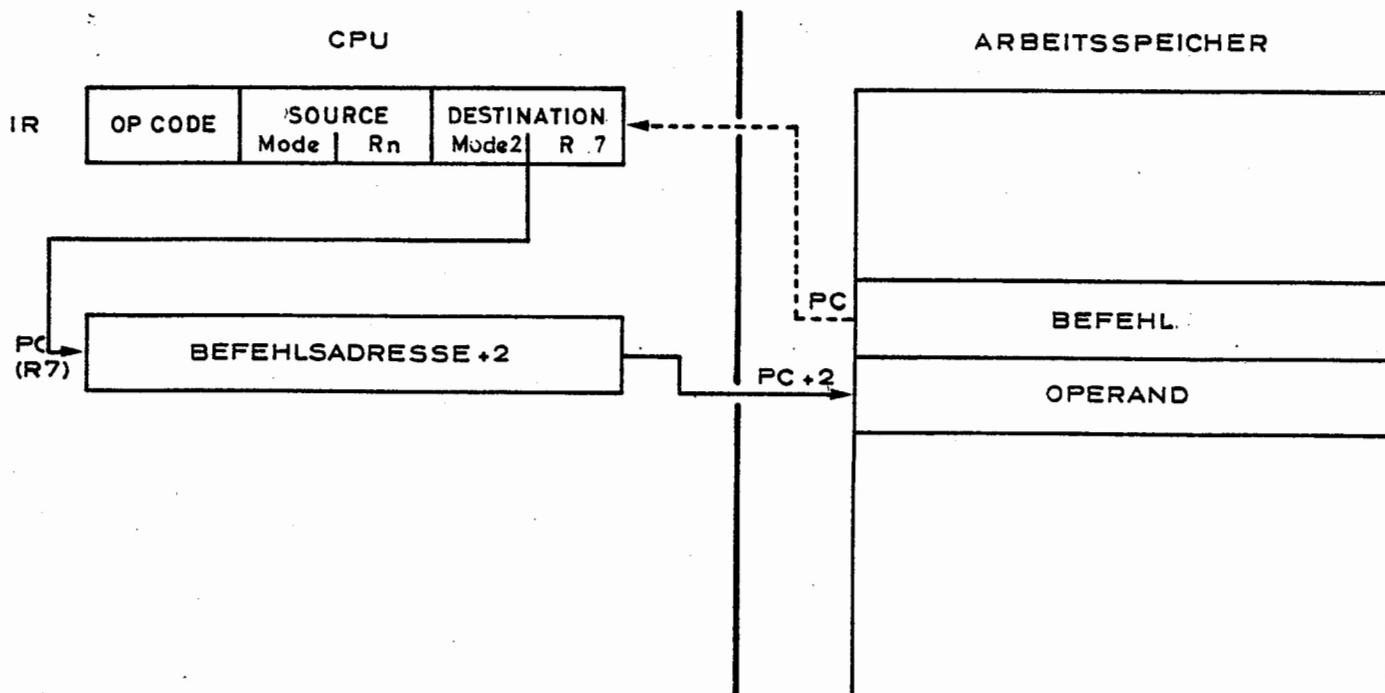 CPU
ARBEITSSPEICHER
IR
OP CODE
SOURCE
Mode
Rn
DESTINATION
Mode2
R 7
PC
BEFEHL
PC
(R7)
BEFEHLSADRESSE +2
PC +2
OPERAND